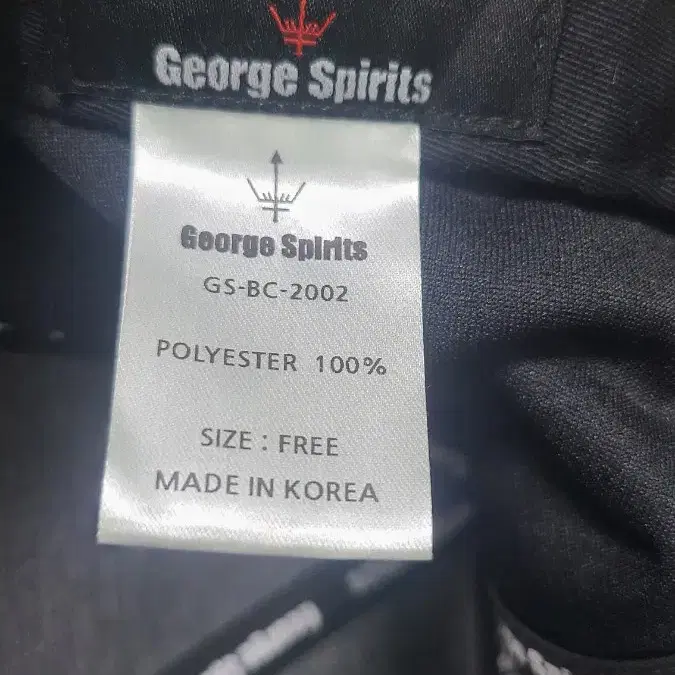 George Spirits
George Spirits
GS-BC-2002
POLYESTER 100%
SIZE : FREE
MADE IN KOREA